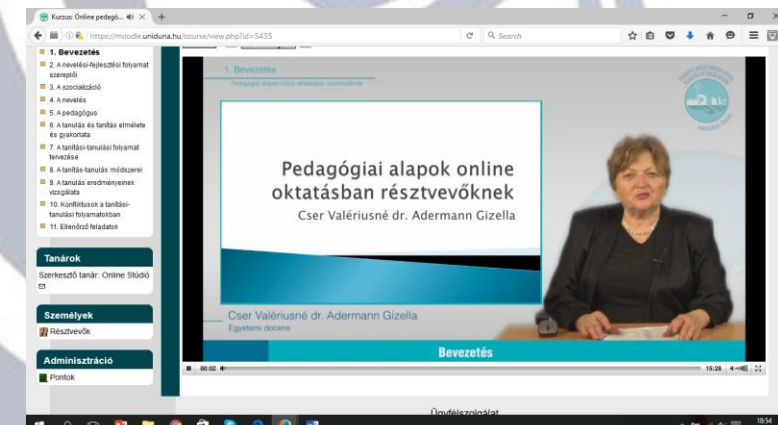 Kurzus: Online pedagó...
https://moodle.uniduna.hu/course/view.php?id=5435
Search
1. Bevezetés
2. A nevelési-fejlesztési folyamat
szereplői
3. A szocializáció
4. A nevelés
5. A pedagógus
6. A tanulás és tanítás elmélete
és gyakorlata
7. A tanítási-tanulási folyamat
tervezése
8. A tanítás-tanulás módszerei
9. A tanulás eredményeinek
vizsgálata
10. Konfliktusok a tanítási-
tanulási folyamatokban
11. Ellenőrző feladatok
Tanárok
Szerkesztő tanár: Online Stúdió
Személyek
Résztvevők
Adminisztráció
Pontok
1. Bevezetés
Pedagógiai alapok online oktatásban résztvevőknek
Pedagógiai alapok online
oktatásban résztvevőknek
Cser Valériusné dr. Adermann Gizella
Cser Valériusné dr. Adermann Gizella
Egyetemi docens
Bevezetés
00:02
15:28
Ügyfélszolgálat
18:54